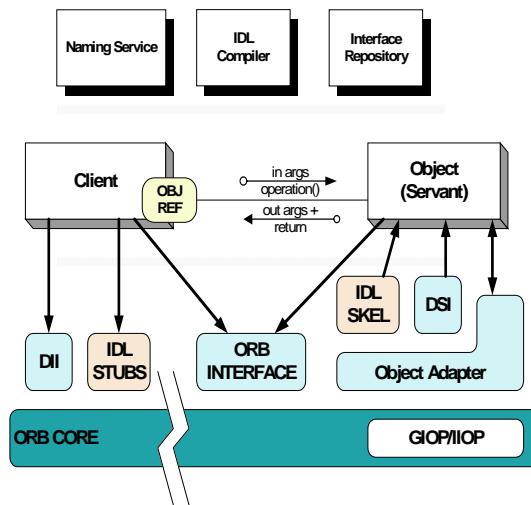 Naming Service
IDL
Compiler
Interface
Repository
Client
OBJ
REF
in args
operation()
out args +
return
Object
(Servant)
DII
IDL
STUBS
ORB
INTERFACE
IDL
SKEL
DSI
Object Adapter
ORB CORE
GIOP/IIOP